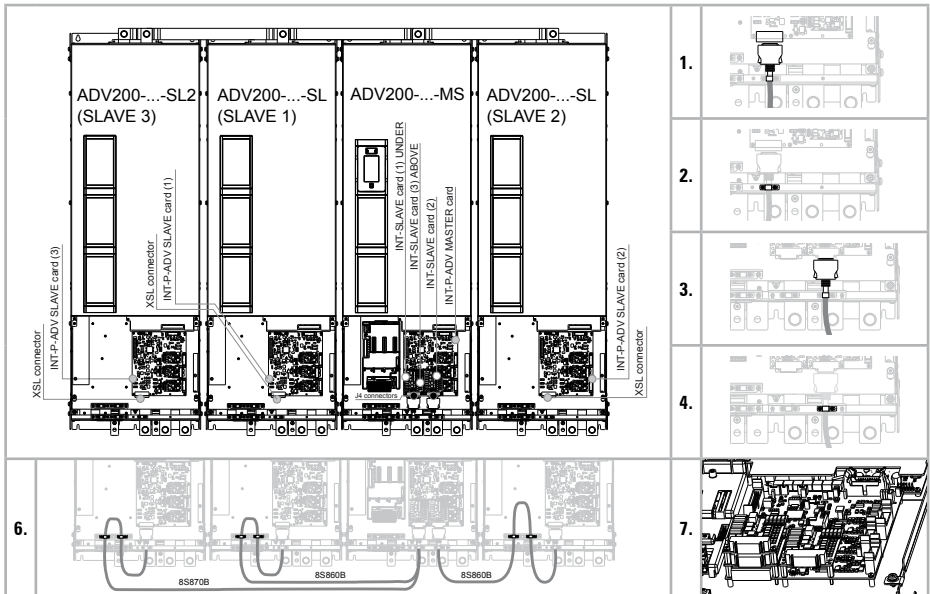 ADV200-...-SL2
(SLAVE 3)
ADV200-...-SL
(SLAVE 1)
ADV200-...-MS
ADV200-...-SL
(SLAVE 2)
XSL connector
INT-P-ADV SLAVE card (3)
XSL connector
INT-P-ADV SLAVE card (1)
INT-SLAVE card (1) UNDER
INT-SLAVE card (3) ABOVE
INT-SLAVE card (2)
INT-P-ADV MASTER card
J4 connectors
INT-P-ADV SLAVE card (2)
XSL connector
1.
2.
3.
4.
6.
8S870B
8S860B
8S860B
7.